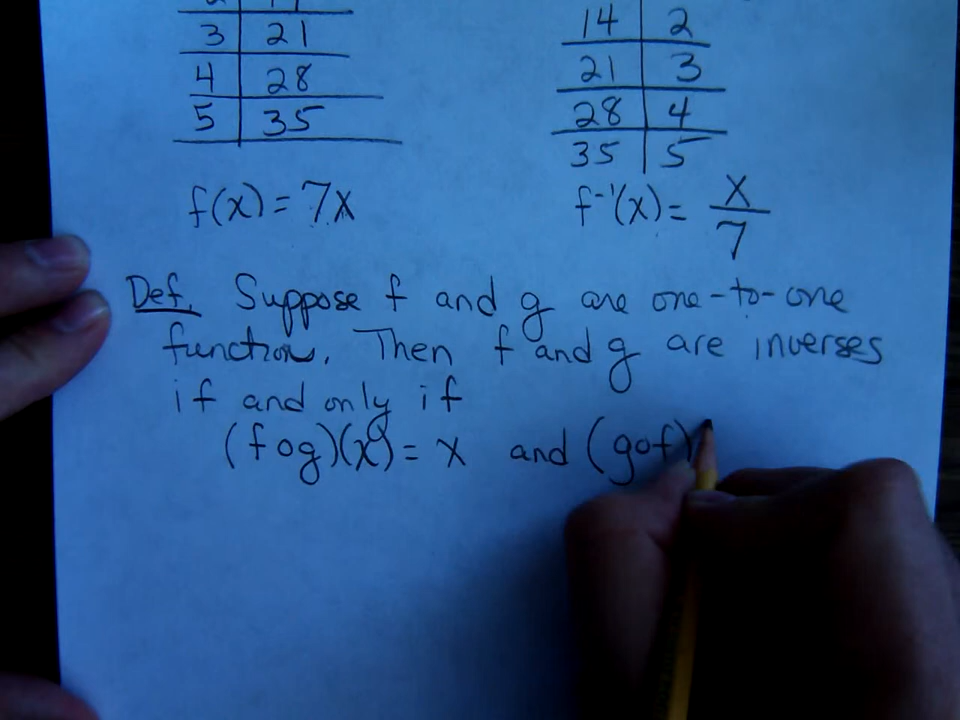 3 21
14 2
4 28
21 3
5 35
28 4
35 5
f(x) = 7x
f⁻¹(x) = x/7
Def. Suppose f and g are one-to-one
function. Then f and g are inverses
if and only if
(f∘g)(x) = x and (g∘f)